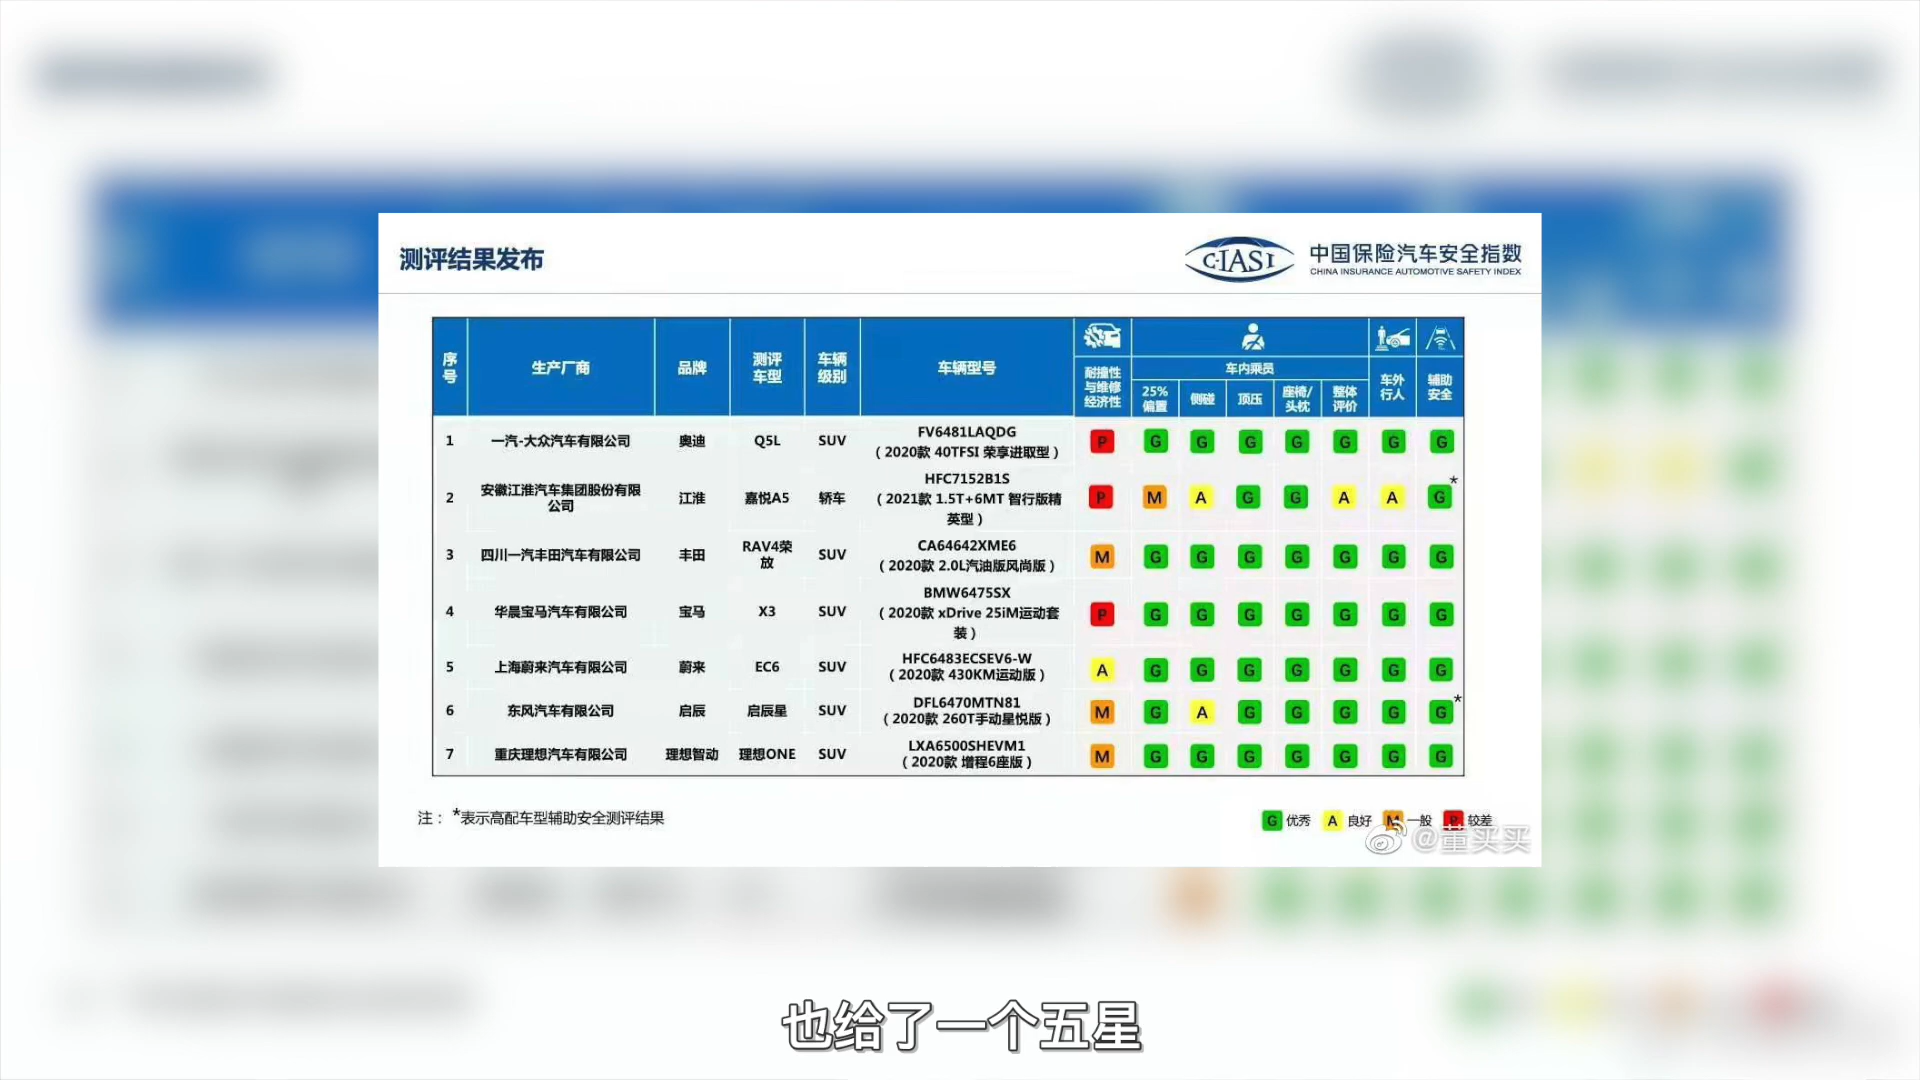 测评结果发布
C-IASI 中国保险汽车安全指数
CHINA INSURANCE AUTOMOTIVE SAFETY INDEX
序号 生产厂商 品牌 测评车型 车辆级别 车辆型号 耐撞性与维修经济性 车内乘员 车外行人 辅助安全
25%偏置 侧碰 顶压 座椅/头枕 整体评价
1 一汽-大众汽车有限公司 奥迪 Q5L SUV FV6481LAQDG
（2020款 40TFSI 荣享进取型） P G G G G G G G
2 安徽江淮汽车集团股份有限公司 江淮 嘉悦A5 轿车 HFC7152B1S
（2021款 1.5T+6MT 智行版精英型） P M A G G A A G*
3 四川一汽丰田汽车有限公司 丰田 RAV4荣放 SUV CA64642XME6
（2020款 2.0L汽油版风尚版） M G G G G G G G
4 华晨宝马汽车有限公司 宝马 X3 SUV BMW6475SX
（2020款 xDrive 25iM运动套装） P G G G G G G G
5 上海蔚来汽车有限公司 蔚来 EC6 SUV HFC6483ECSEV6-W
（2020款 430KM运动版） A G G G G G G G
6 东风汽车有限公司 启辰 启辰星 SUV DFL6470MTN81
（2020款 260T手动星悦版） M G A G G G G G*
7 重庆理想汽车有限公司 理想智动 理想ONE SUV LXA6500SHEVM1
（2020款 增程6座版） M G G G G G G G
注：*表示高配车型辅助安全测评结果
G 优秀 A 良好 M 一般 P 较差
@董买买
也给了一个五星